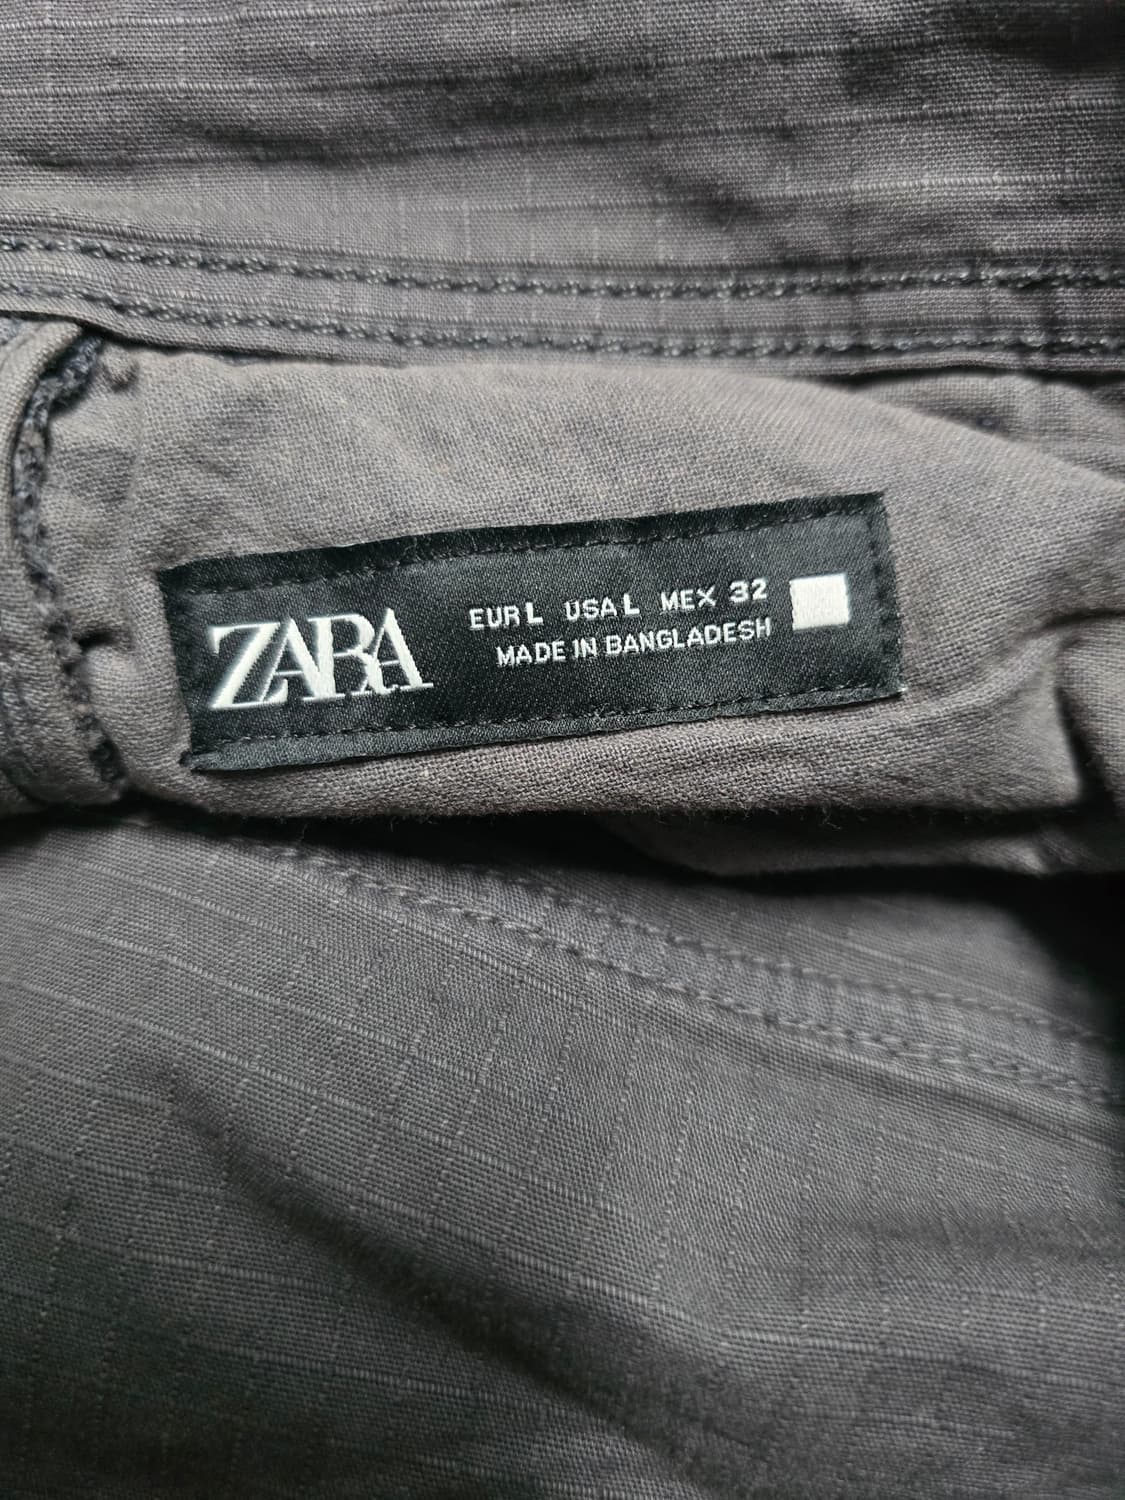 ZARA
EUR L USA L MEX 32
MADE IN BANGLADESH